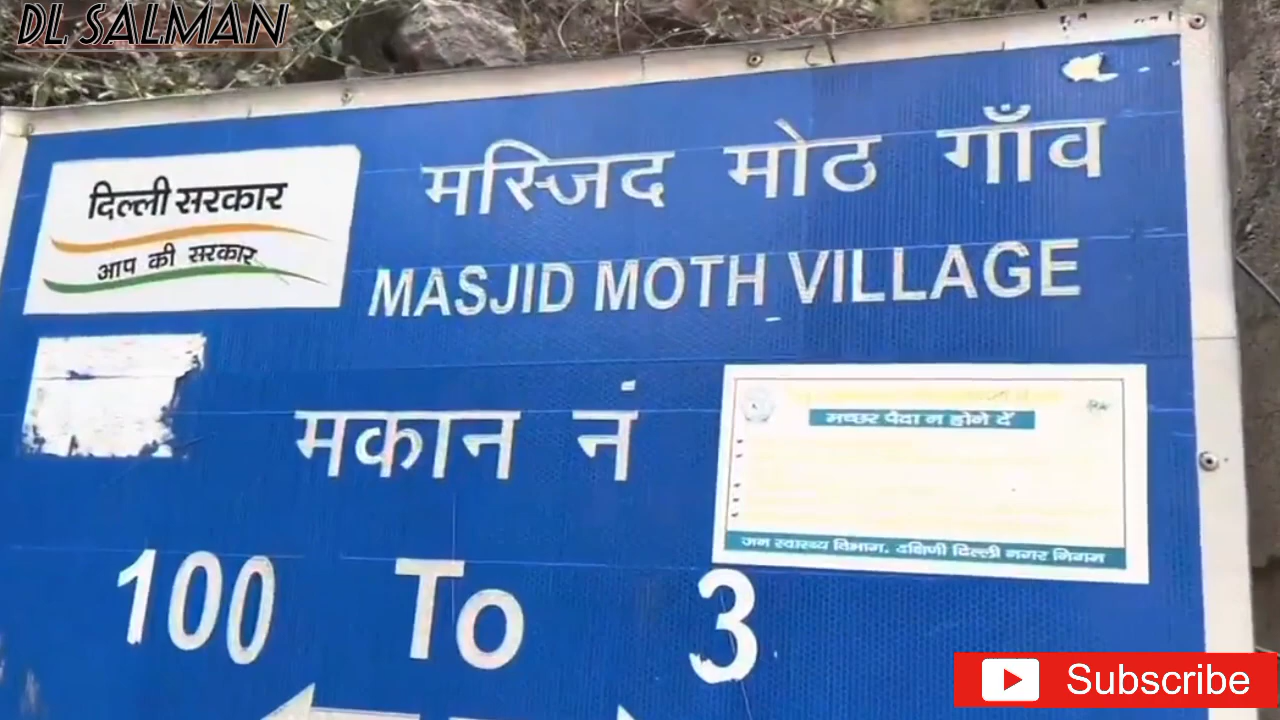 DL SALMAN
दिल्ली सरकार
आप की सरकार
मस्जिद मोठ गाँव
MASJID MOTH VILLAGE
मकान नं
मच्छर पैदा न होने दें
जन स्वास्थ्य विभाग, दक्षिणी दिल्ली नगर निगम
100 To 3
Subscribe